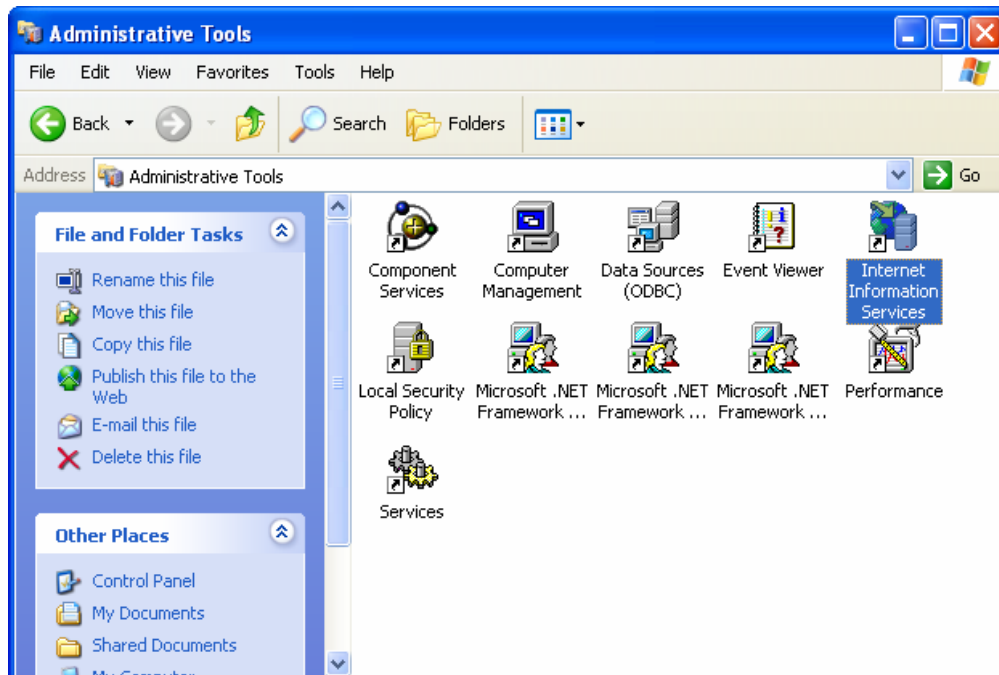 Administrative Tools
File Edit View Favorites Tools Help
Back Search Folders
Address Administrative Tools Go
File and Folder Tasks
Rename this file
Move this file
Copy this file
Publish this file to the
Web
E-mail this file
Delete this file
Other Places
Control Panel
My Documents
Shared Documents
My Computer
Component
Services
Computer
Management
Data Sources
(ODBC)
Event Viewer
Internet
Information
Services
Local Security
Policy
Microsoft .NET
Framework ...
Microsoft .NET
Framework ...
Microsoft .NET
Framework ...
Performance
Services